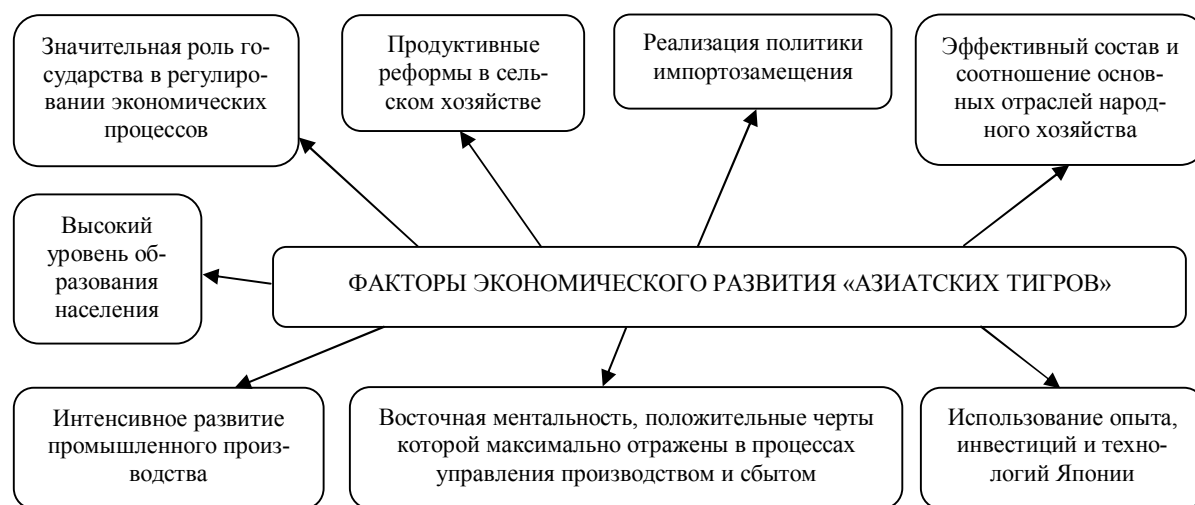 Значительная роль го-
сударства в регулиро-
вании экономических
процессов
Продуктивные
реформы в сель-
ском хозяйстве
Реализация политики
импортозамещения
Эффективный состав и
соотношение основ-
ных отраслей народ-
ного хозяйства
Высокий
уровень об-
разования
населения
ФАКТОРЫ ЭКОНОМИЧЕСКОГО РАЗВИТИЯ «АЗИАТСКИХ ТИГРОВ»
Интенсивное развитие
промышленного произ-
водства
Восточная ментальность, положительные черты
которой максимально отражены в процессах
управления производством и сбытом
Использование опыта,
инвестиций и техно-
логий Японии